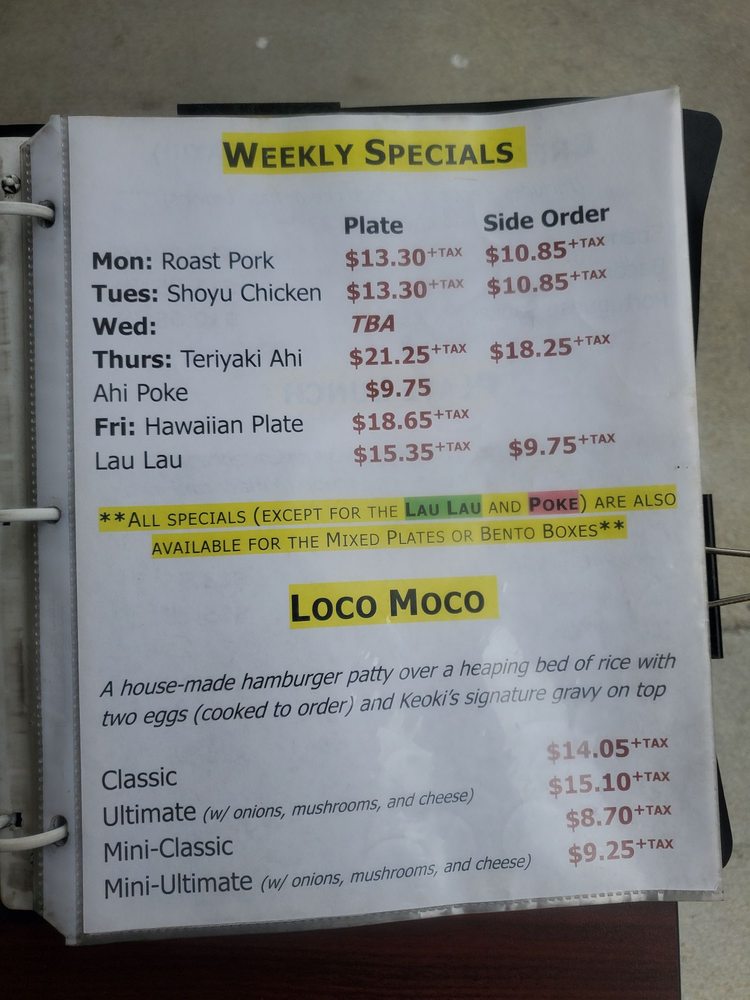 WEEKLY SPECIALS
Plate Side Order
Mon: Roast Pork $13.30+TAX $10.85+TAX
Tues: Shoyu Chicken $13.30+TAX $10.85+TAX
Wed: TBA
Thurs: Teriyaki Ahi $21.25+TAX $18.25+TAX
Ahi Poke $9.75
Fri: Hawaiian Plate $18.65+TAX
Lau Lau $15.35+TAX $9.75+TAX
**ALL SPECIALS (EXCEPT FOR THE LAU LAU AND POKE) ARE ALSO
AVAILABLE FOR THE MIXED PLATES OR BENTO BOXES**
LOCO MOCO
A house-made hamburger patty over a heaping bed of rice with
two eggs (cooked to order) and Keoki's signature gravy on top
Classic $14.05+TAX
Ultimate (w/ onions, mushrooms, and cheese) $15.10+TAX
Mini-Classic $8.70+TAX
Mini-Ultimate (w/ onions, mushrooms, and cheese) $9.25+TAX